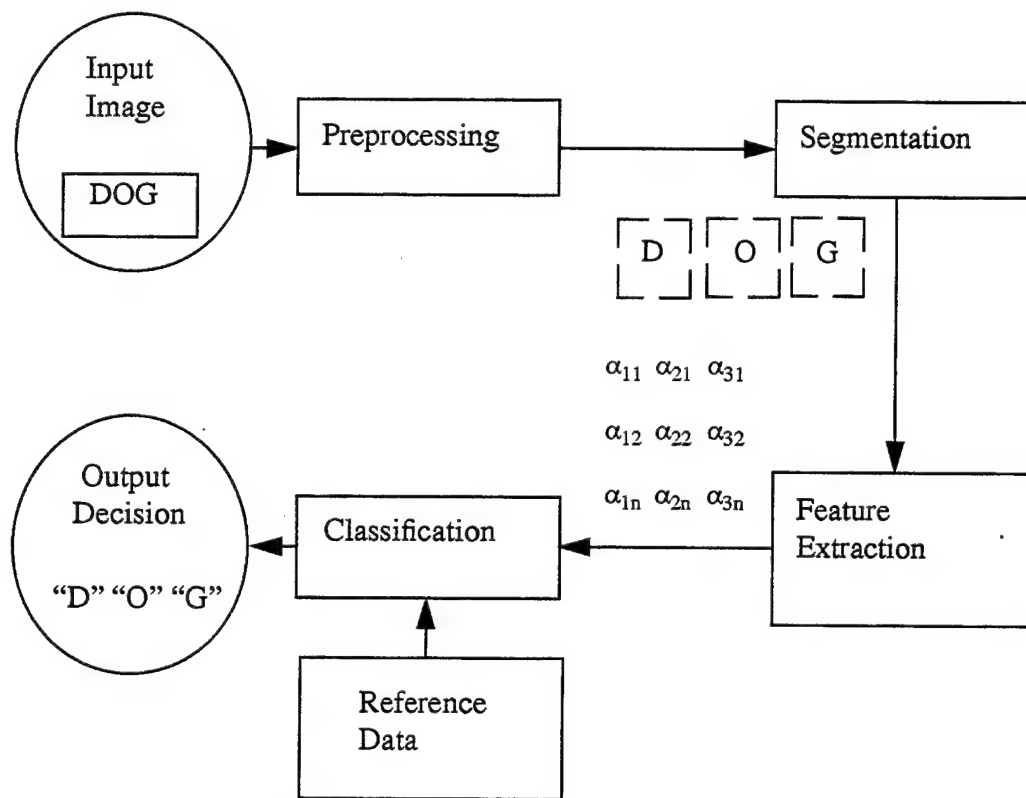 Input
Image
DOG
Preprocessing
Segmentation
D O G
α11 α21 α31
α12 α22 α32
α1n α2n α3n
Feature
Extraction
Classification
Output
Decision
“D” “O” “G”
Reference
Data